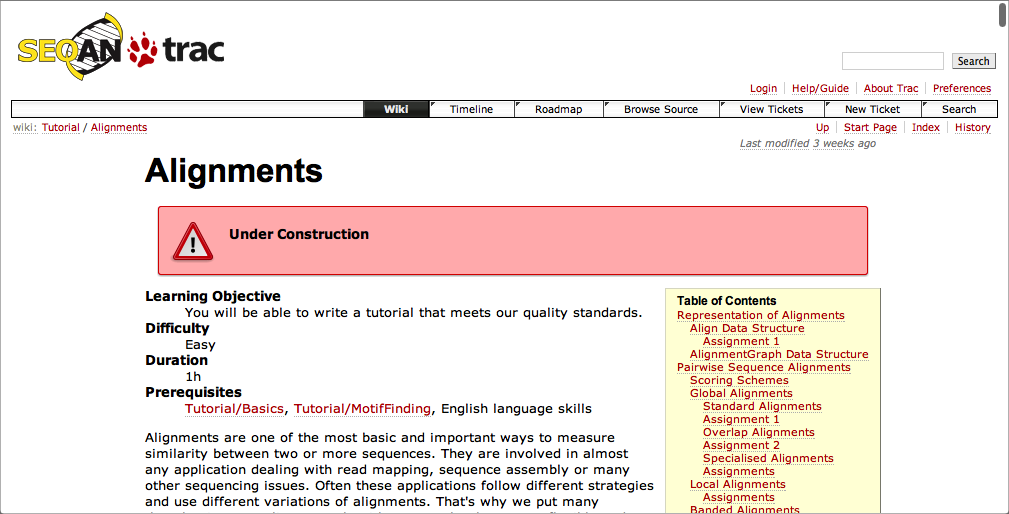 SEQAN trac
Search
Login Help/Guide About Trac Preferences
Wiki Timeline Roadmap Browse Source View Tickets New Ticket Search
wiki: Tutorial / Alignments
Up Start Page Index History
Last modified 3 weeks ago
Alignments
Under Construction
Learning Objective
You will be able to write a tutorial that meets our quality standards.
Difficulty
Easy
Duration
1h
Prerequisites
Tutorial/Basics, Tutorial/MotifFinding, English language skills
Alignments are one of the most basic and important ways to measure
similarity between two or more sequences. They are involved in almost
any application dealing with read mapping, sequence assembly or many
other sequencing issues. Often these applications follow different strategies
and use different variations of alignments. That's why we put many
Table of Contents
Representation of Alignments
Align Data Structure
Assignment 1
AlignmentGraph Data Structure
Pairwise Sequence Alignments
Scoring Schemes
Global Alignments
Standard Alignments
Assignment 1
Overlap Alignments
Assignment 2
Specialised Alignments
Assignments
Local Alignments
Assignments
Banded Alignments